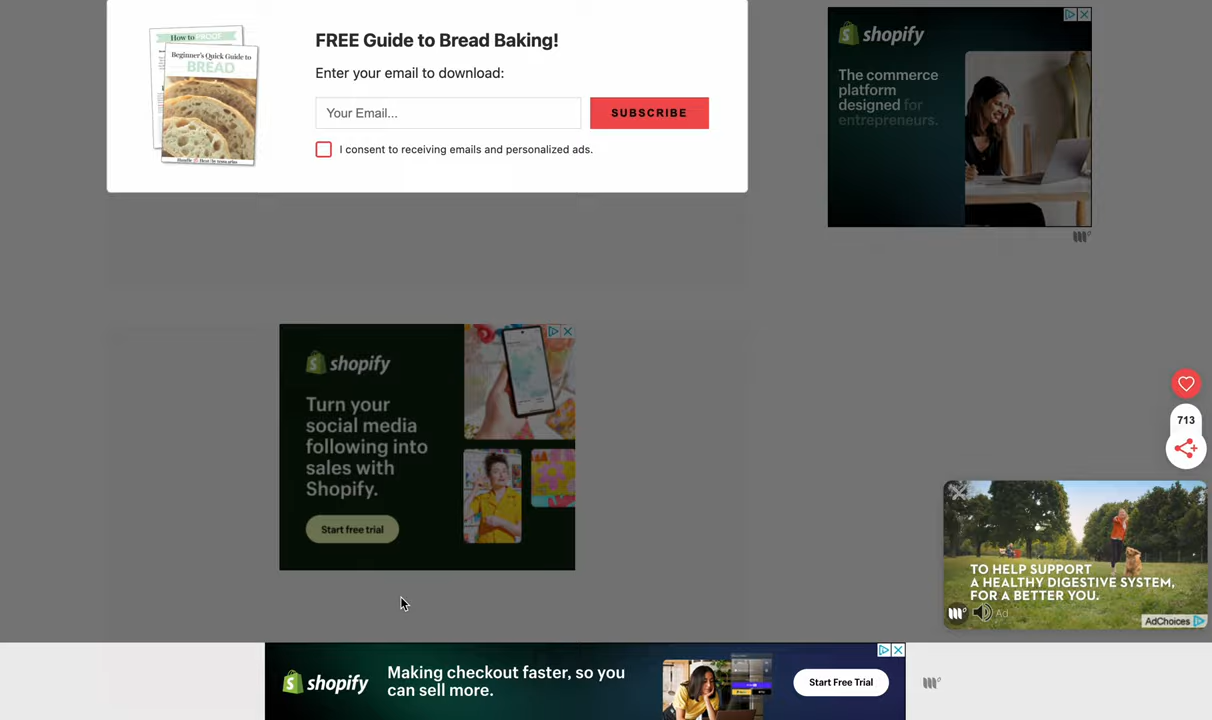 How to PROOF
Beginner's Quick Guide to
BREAD
FREE Guide to Bread Baking!
Enter your email to download:
Your Email...
SUBSCRIBE
I consent to receiving emails and personalized ads.
shopify
The commerce
platform
designed for
entrepreneurs.
shopify
Turn your
social media
following into
sales with
Shopify.
Start free trial
713
TO HELP SUPPORT
A HEALTHY DIGESTIVE SYSTEM,
FOR A BETTER YOU.
Ad
AdChoices
shopify
Making checkout faster, so you
can sell more.
Start Free Trial